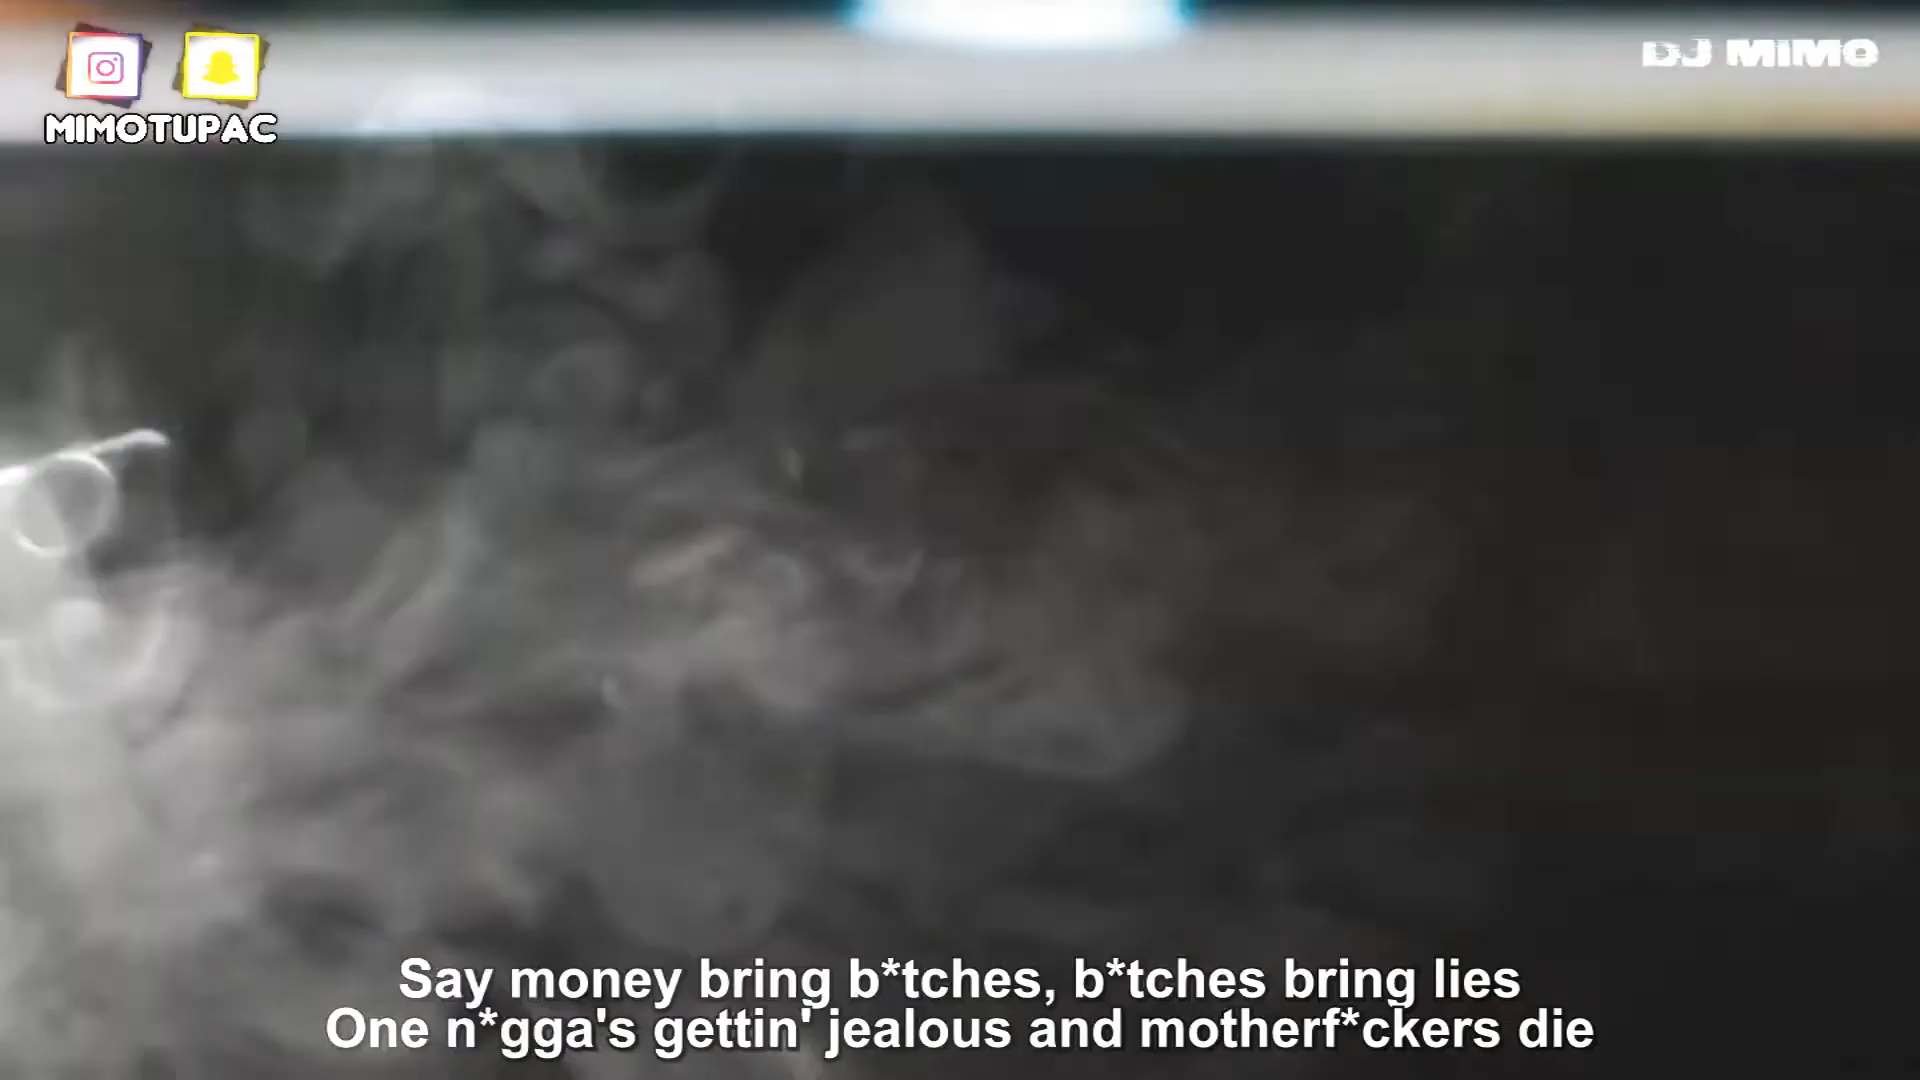 MIMOTUPAC
DJ MIMO
Say money bring b*tches, b*tches bring lies
One n*gga's gettin' jealous and motherf*ckers die